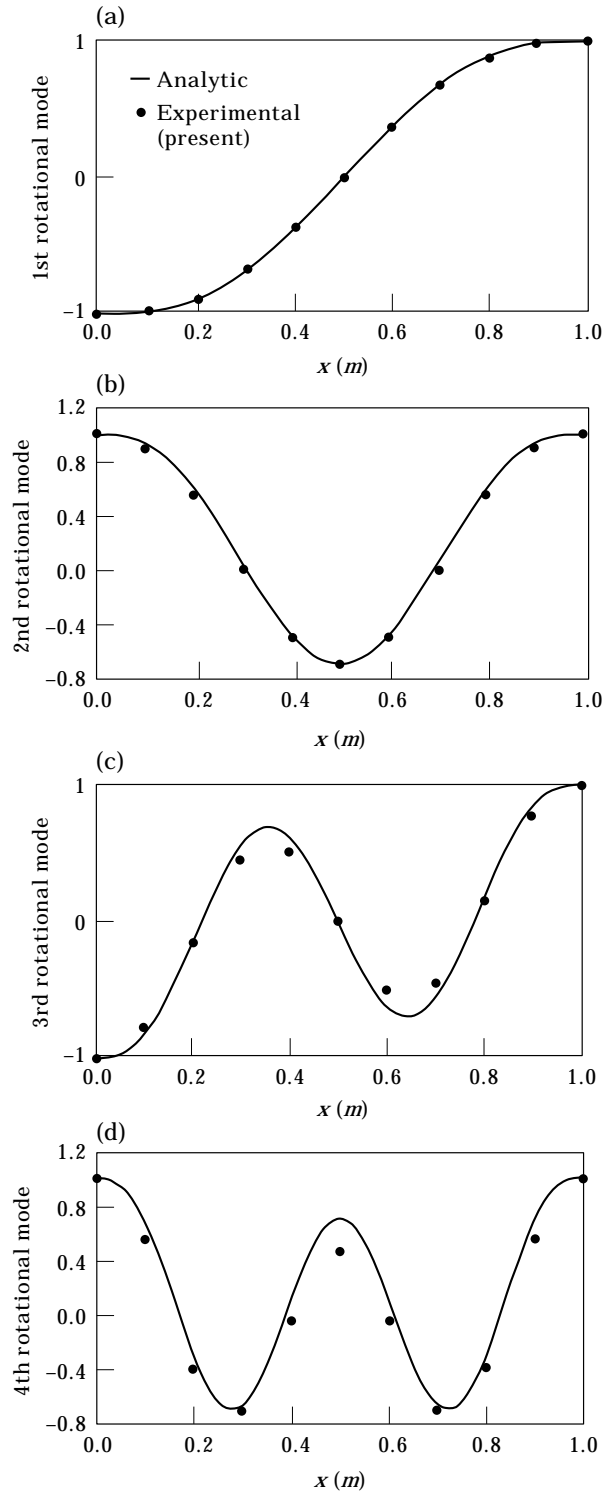 (a)
1
0
–1
1st rotational mode
Analytic
Experimental
(present)
0.0 0.2 0.4 0.6 0.8 1.0
x (m)
(b)
1.2
0.8
0.4
0.0
–0.4
–0.8
2nd rotational mode
0.0 0.2 0.4 0.6 0.8 1.0
x (m)
(c)
1
0
–1
3rd rotational mode
0.0 0.2 0.4 0.6 0.8 1.0
x (m)
(d)
1.2
0.8
0.4
0.0
–0.4
–0.8
4th rotational mode
0.0 0.2 0.4 0.6 0.8 1.0
x (m)